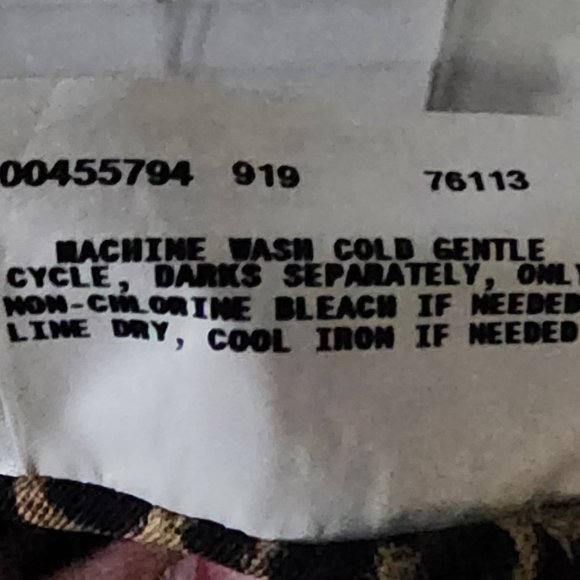 00455794 919 76113
MACHINE WASH COLD GENTLE
CYCLE, DARKS SEPARATELY, ONLY
NON-CHLORINE BLEACH IF NEEDED
LINE DRY, COOL IRON IF NEEDED